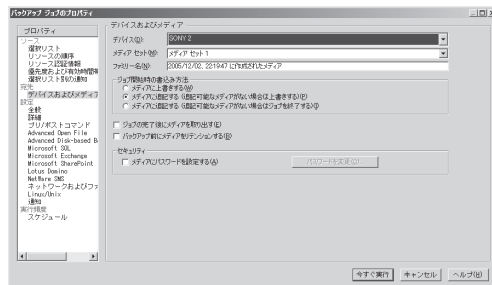 バックアップ ジョブのプロパティ
プロパティ
ソース
選択リスト
リソースの順序
リソース認証情報
優先度および有効時間帯
選択リスト別の通知
宛先
デバイスおよびメディア
設定
全般
詳細
プリ/ポストコマンド
Advanced Open File
Advanced Disk-based B
Microsoft SQL
Microsoft Exchange
Microsoft SharePoint
Lotus Domino
NetWare SMS
ネットワークおよびファ
Linux/Unix
通知
実行頻度
スケジュール
デバイスおよびメディア
デバイス(D):
SONY 2
メディア セット(M):
メディア セット 1
ファミリー名(N):
2005/12/02, 22:19:47 に作成されたメディア
ジョブ開始時の書込み方法
メディアに上書きする(W)
メディアに追記する (追記可能なメディアがない場合は上書きする)(P)
メディアに追記する (追記可能なメディアがない場合はジョブを終了する)(I)
ジョブの完了後にメディアを取り出す(E)
バックアップ前にメディアをリテンションする(R)
セキュリティ
メディアにパスワードを設定する(A)
パスワードを変更(G)...
今すぐ実行
キャンセル
ヘルプ(H)